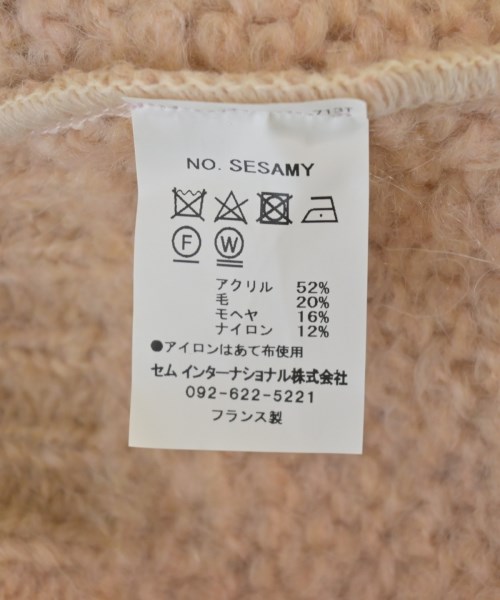 713T
NO. SESAMY
F W
アクリル 52%
毛 20%
モヘヤ 16%
ナイロン 12%
●アイロンはあて布使用
セム インターナショナル株式会社
092-622-5221
フランス製